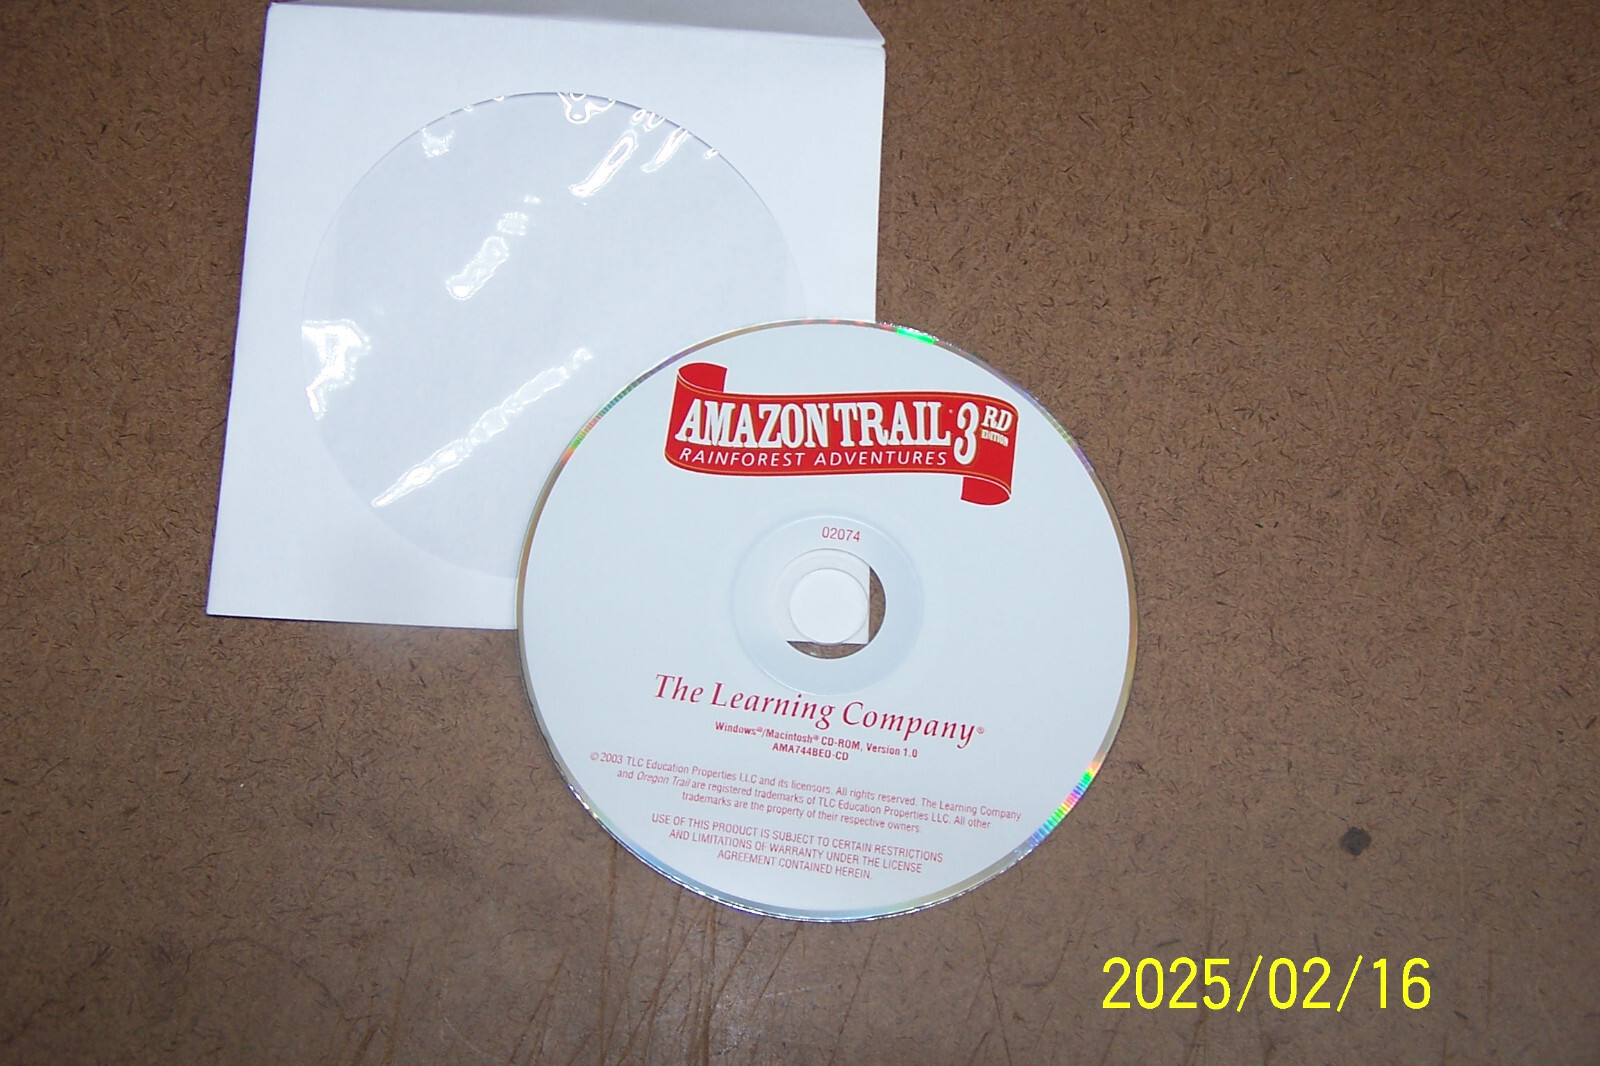 AMAZON TRAIL® 3RD EDITION
RAINFOREST ADVENTURES
02074
The Learning Company®
Windows®/Macintosh® CD-ROM, Version 1.0
AMA744BEO-CD
© 2003 TLC Education Properties LLC and its licensors. All rights reserved. The Learning Company
and Oregon Trail are registered trademarks of TLC Education Properties LLC. All other
trademarks are the property of their respective owners.
USE OF THIS PRODUCT IS SUBJECT TO CERTAIN RESTRICTIONS
AND LIMITATIONS OF WARRANTY UNDER THE LICENSE
AGREEMENT CONTAINED HEREIN.
2025/02/16